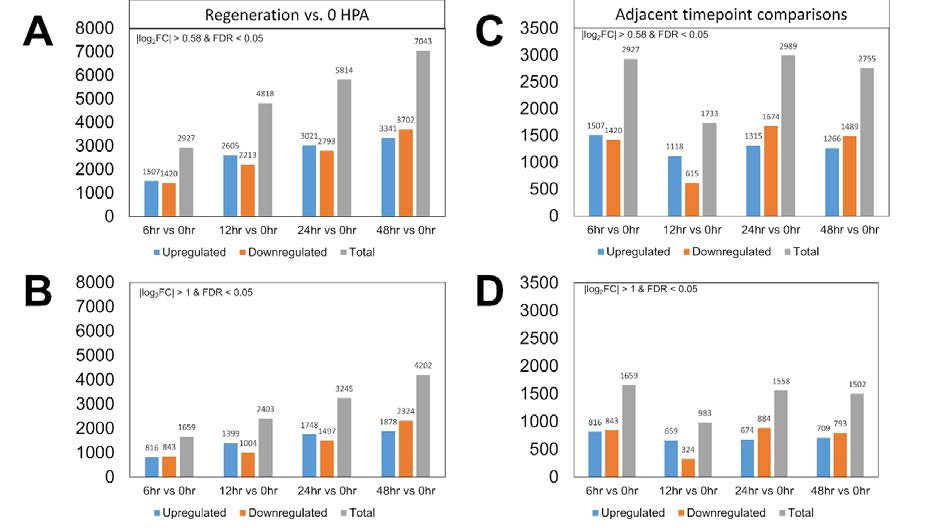 A
Regeneration vs. 0 HPA
|log₂FC| > 0.58 & FDR < 0.05
8000
7000
6000
5000
4000
3000
2000
1000
0
1507 1420 2927
2605 2213 4818
3021 2793 5814
3341 3702 7043
6hr vs 0hr 12hr vs 0hr 24hr vs 0hr 48hr vs 0hr
Upregulated Downregulated Total
C
Adjacent timepoint comparisons
|log₂FC| > 0.58 & FDR < 0.05
3500
3000
2500
2000
1500
1000
500
0
1507 1420 2927
1118 615 1733
1315 1674 2989
1266 1489 2755
6hr vs 0hr 12hr vs 0hr 24hr vs 0hr 48hr vs 0hr
Upregulated Downregulated Total
B
|log₂FC| > 1 & FDR < 0.05
8000
7000
6000
5000
4000
3000
2000
1000
0
816 843 1659
1399 1004 2403
1748 1497 3245
1878 2324 4202
6hr vs 0hr 12hr vs 0hr 24hr vs 0hr 48hr vs 0hr
Upregulated Downregulated Total
D
|log₂FC| > 1 & FDR < 0.05
3500
3000
2500
2000
1500
1000
500
0
816 843 1659
659 324 983
674 884 1558
709 793 1502
6hr vs 0hr 12hr vs 0hr 24hr vs 0hr 48hr vs 0hr
Upregulated Downregulated Total